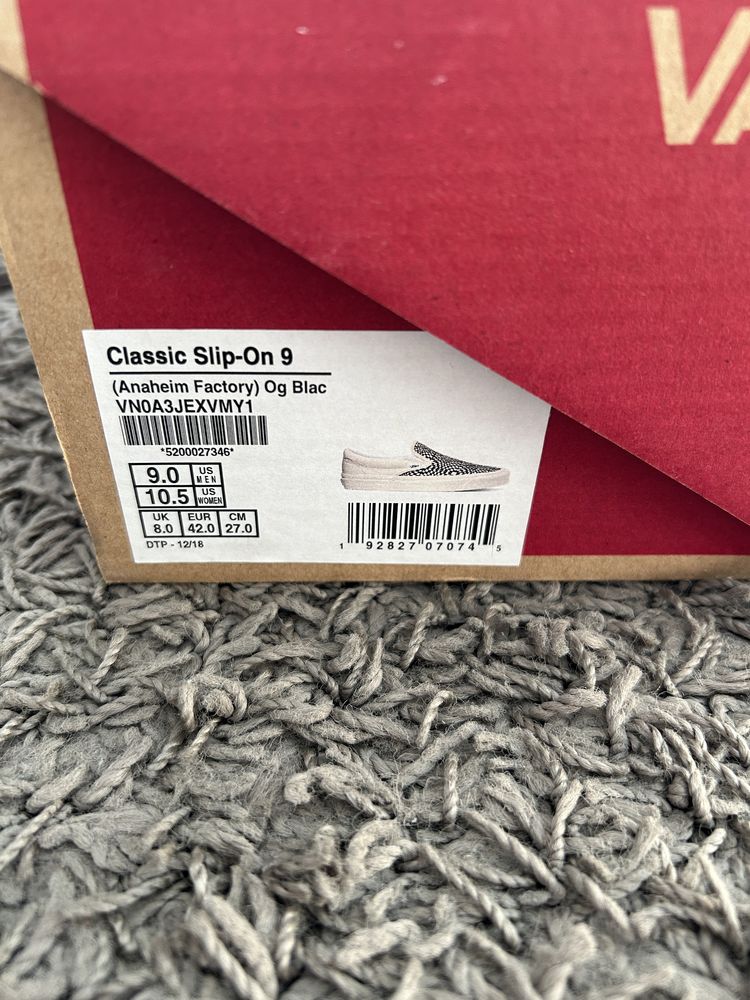 VA
Classic Slip-On 9
(Anaheim Factory) Og Blac
VN0A3JEXVMY1
*5200027346*
9.0 US MEN
10.5 US WOMEN
UK EUR CM
8.0 42.0 27.0
DTP - 12/18
1 92827 07074 5